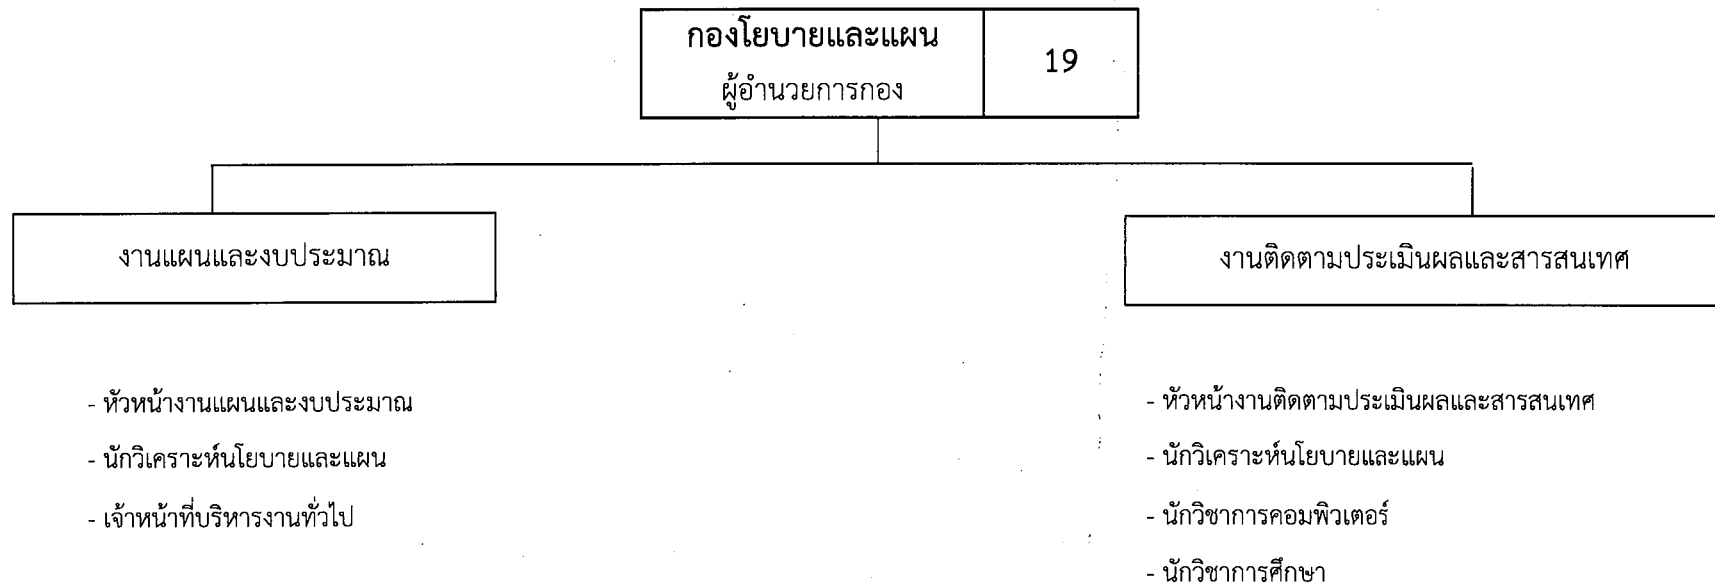 กองโยบายและแผน
ผู้อำนวยการกอง
19
งานแผนและงบประมาณ
งานติดตามประเมินผลและสารสนเทศ
- หัวหน้างานแผนและงบประมาณ
- นักวิเคราะห์นโยบายและแผน
- เจ้าหน้าที่บริหารงานทั่วไป
- หัวหน้างานติดตามประเมินผลและสารสนเทศ
- นักวิเคราะห์นโยบายและแผน
- นักวิชาการคอมพิวเตอร์
- นักวิชาการศึกษา